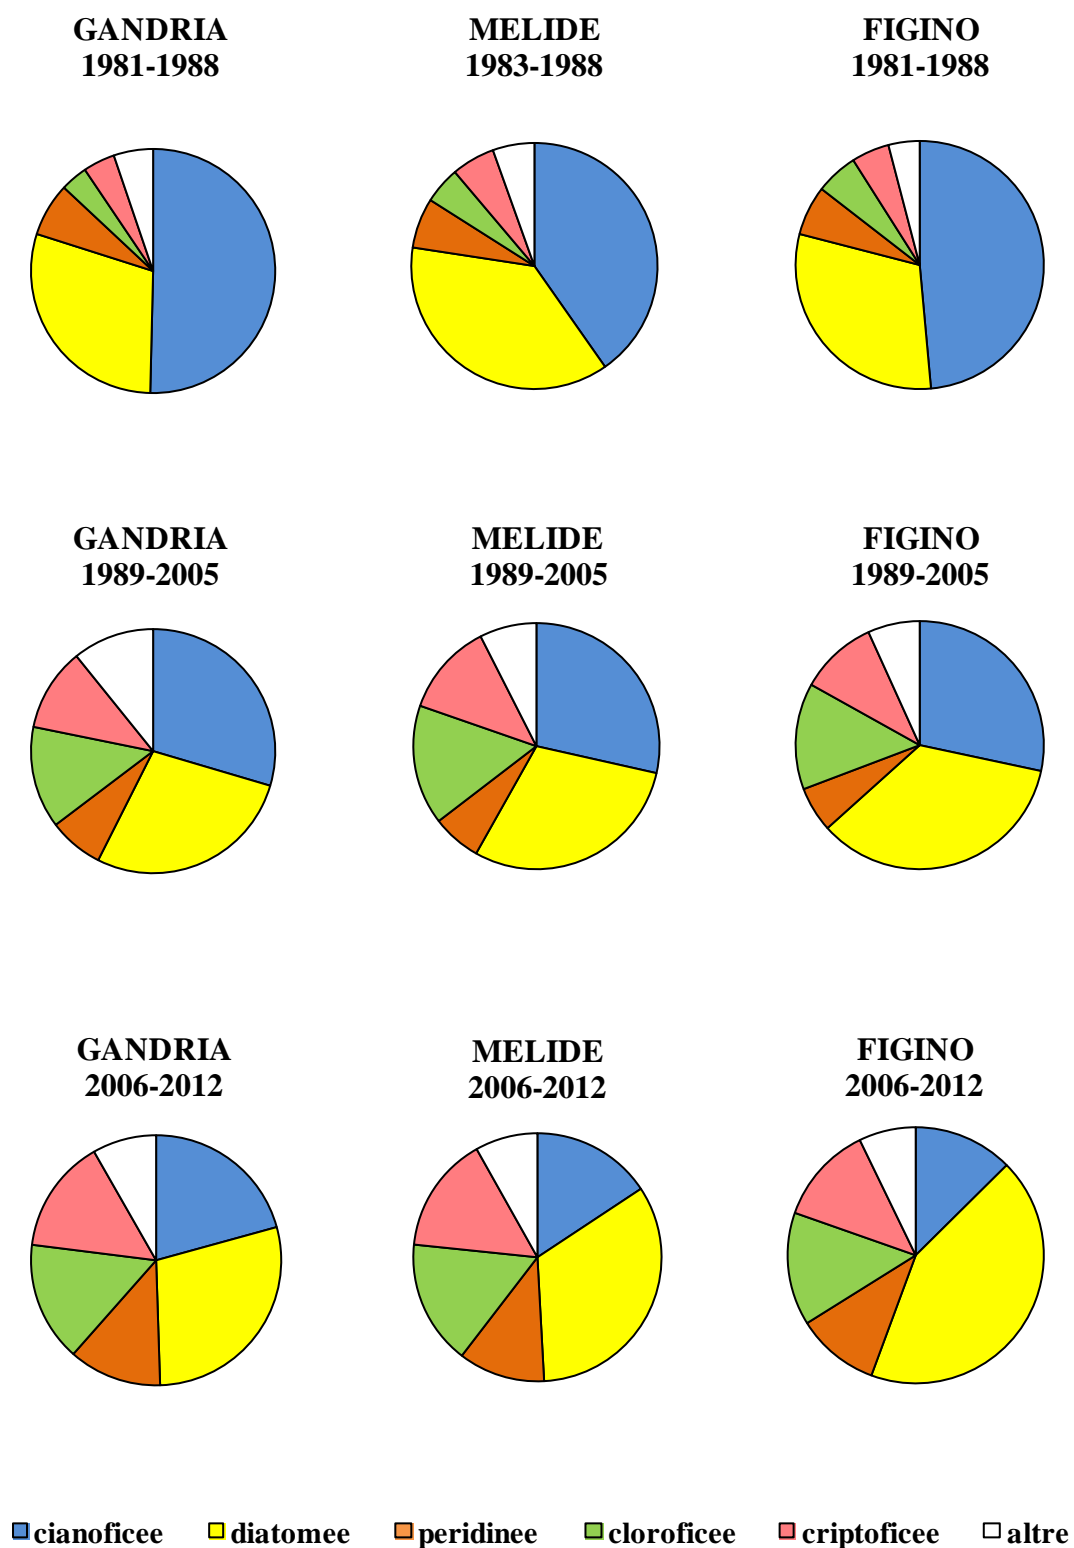 GANDRIA
1981-1988
MELIDE
1983-1988
FIGINO
1981-1988
GANDRIA
1989-2005
MELIDE
1989-2005
FIGINO
1989-2005
GANDRIA
2006-2012
MELIDE
2006-2012
FIGINO
2006-2012
cianoficee diatomee peridinee cloroficee criptoficee altre